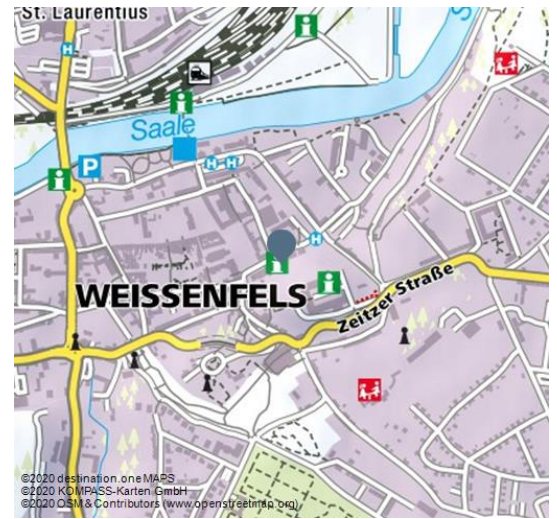 St. Laurentius
H
i
i
S
Saale
H H
P
i
H
i
i
WEISSENFELS
Zeitzer Straße
©2020 destination.one MAPS
©2020 KOMPASS-Karten GmbH
©2020 OSM & Contributors (www.openstreetmap.org)